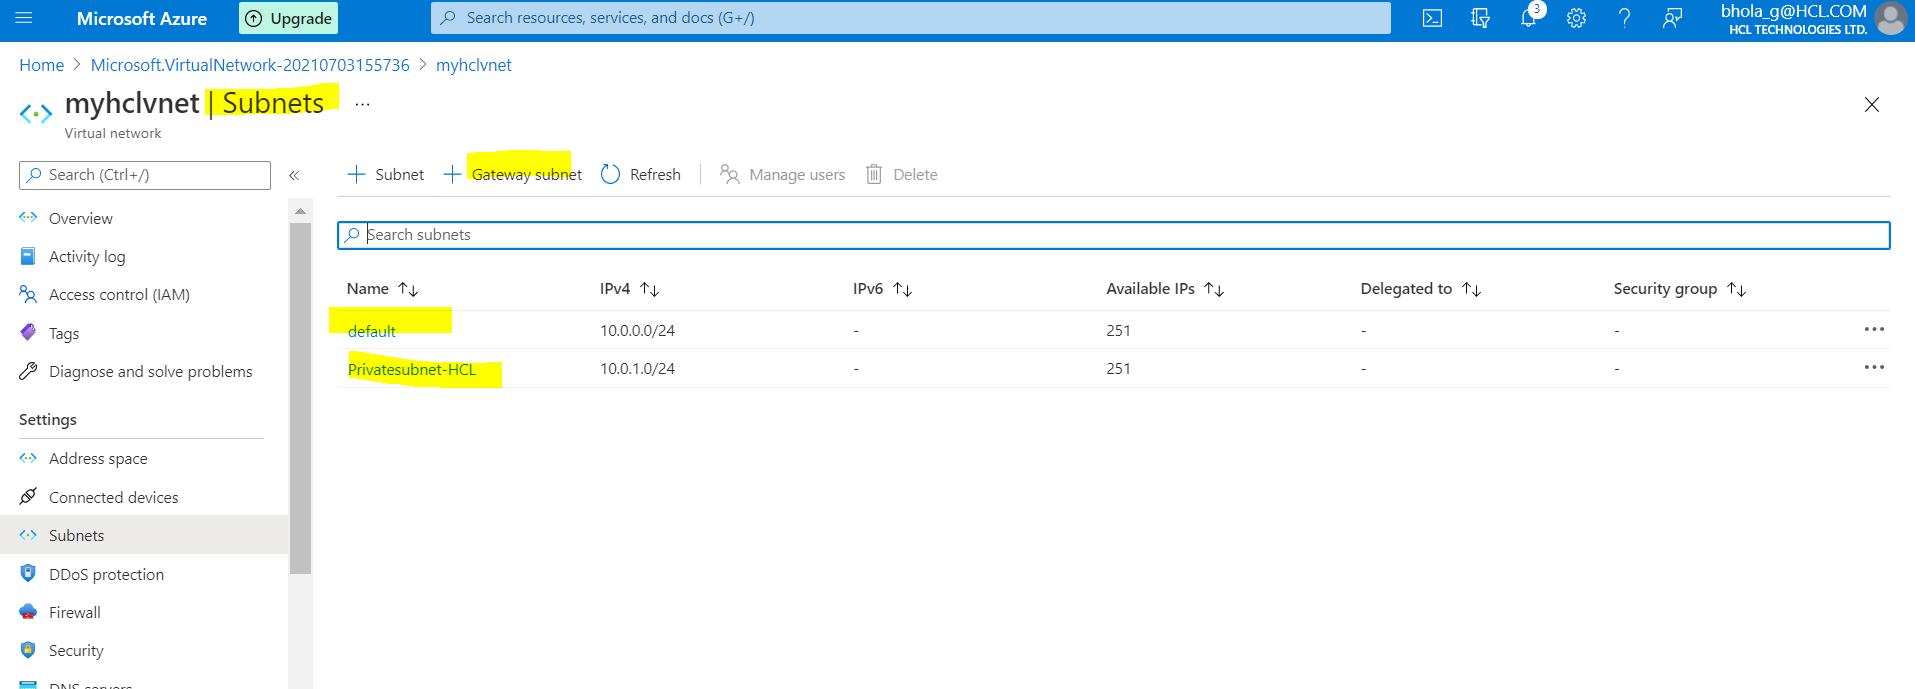 Microsoft Azure Upgrade Search resources, services, and docs (G+/) 3 bhola_g@HCL.COM
HCL TECHNOLOGIES LTD.
Home > Microsoft.VirtualNetwork-20210703155736 > myhclvnet
myhclvnet | Subnets ...
Virtual network
Search (Ctrl+/) «
Subnet Gateway subnet Refresh Manage users Delete
Search subnets
Overview
Activity log
Access control (IAM)
Tags
Diagnose and solve problems
Settings
Address space
Connected devices
Subnets
DDoS protection
Firewall
Security
DNS servers
Name IPv4 IPv6 Available IPs Delegated to Security group
default 10.0.0.0/24 - 251 - - ...
Privatesubnet-HCL 10.0.1.0/24 - 251 - - ...